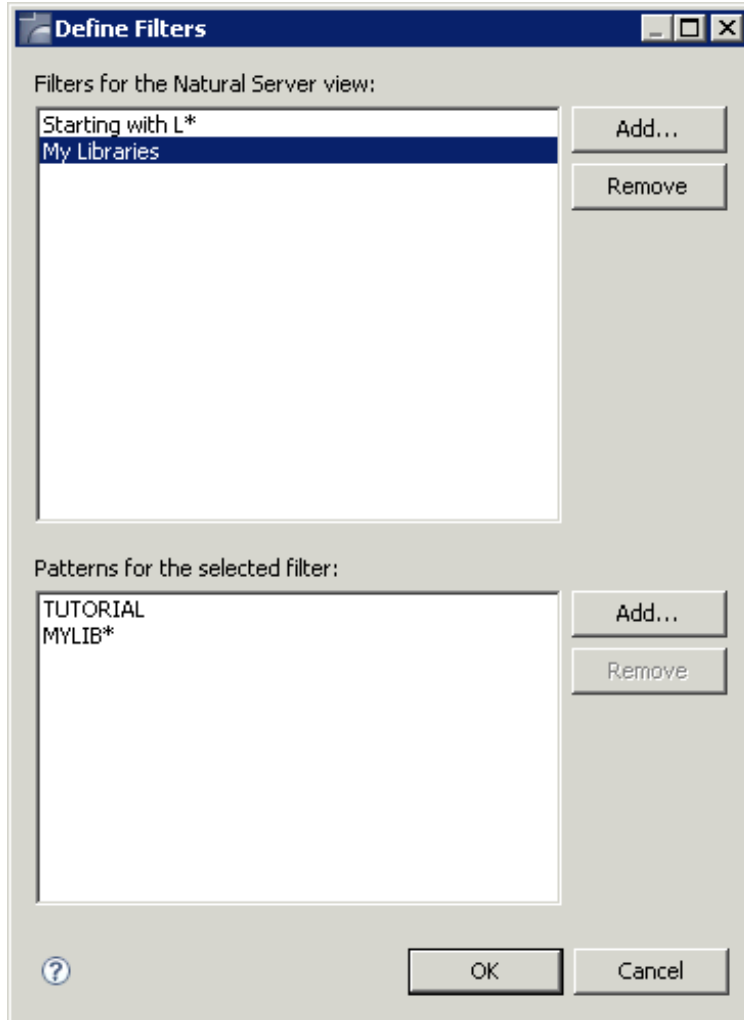 Define Filters
Filters for the Natural Server view:
Starting with L*
My Libraries
Add...
Remove
Patterns for the selected filter:
TUTORIAL
MYLIB*
Add...
Remove
?
OK
Cancel